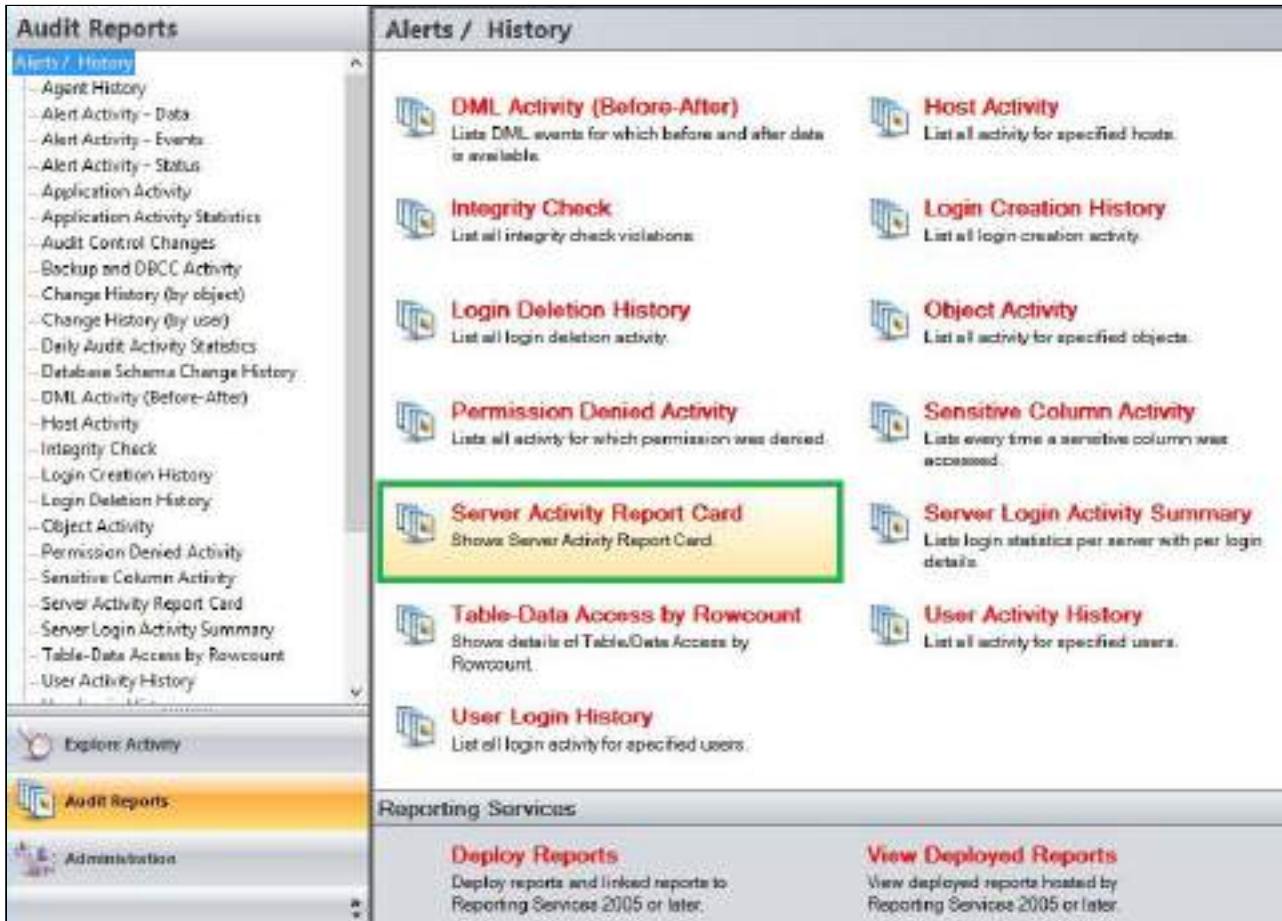 Audit Reports
Alerts / History
Agent History
Alert Activity - Data
Alert Activity - Events
Alert Activity - Status
Application Activity
Application Activity Statistics
Audit Control Changes
Backup and DBCC Activity
Change History (by object)
Change History (by user)
Daily Audit Activity Statistics
Database Schema Change History
DML Activity (Before-After)
Host Activity
Integrity Check
Login Creation History
Login Deletion History
Object Activity
Permission Denied Activity
Sensitive Column Activity
Server Activity Report Card
Server Login Activity Summary
Table-Data Access by Rowcount
User Activity History
Explore Activity
Audit Reports
Administration
Alerts / History
DML Activity (Before-After)
Lists DML events for which before and after data
is available.
Host Activity
List all activity for specified hosts.
Integrity Check
List all integrity check violations.
Login Creation History
List all login creation activity.
Login Deletion History
List all login deletion activity.
Object Activity
List all activity for specified objects.
Permission Denied Activity
Lists all activity for which permission was denied.
Sensitive Column Activity
Lists every time a sensitive column was
accessed.
Server Activity Report Card
Shows Server Activity Report Card.
Server Login Activity Summary
Lists login statistics per server with per login
details.
Table-Data Access by Rowcount
Shows details of Table/Data Access by
Rowcount.
User Activity History
List all activity for specified users.
User Login History
List all login activity for specified users.
Reporting Services
Deploy Reports
Deploy reports and linked reports to
Reporting Services 2005 or later.
View Deployed Reports
View deployed reports hosted by
Reporting Services 2005 or later.